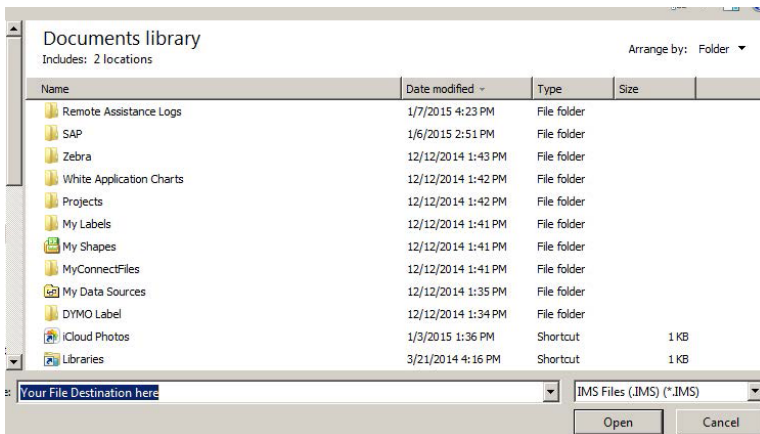 Documents library
Includes: 2 locations
Arrange by: Folder
Name Date modified Type Size
Remote Assistance Logs 1/7/2015 4:23 PM File folder
SAP 1/6/2015 2:51 PM File folder
Zebra 12/12/2014 1:43 PM File folder
White Application Charts 12/12/2014 1:42 PM File folder
Projects 12/12/2014 1:42 PM File folder
My Labels 12/12/2014 1:41 PM File folder
My Shapes 12/12/2014 1:41 PM File folder
MyConnectFiles 12/12/2014 1:41 PM File folder
My Data Sources 12/12/2014 1:35 PM File folder
DYMO Label 12/12/2014 1:34 PM File folder
iCloud Photos 1/3/2015 1:36 PM Shortcut 1 KB
Libraries 3/21/2014 4:16 PM Shortcut 1 KB
e: Your File Destination here IMS Files (.IMS) (*.IMS)
Open Cancel